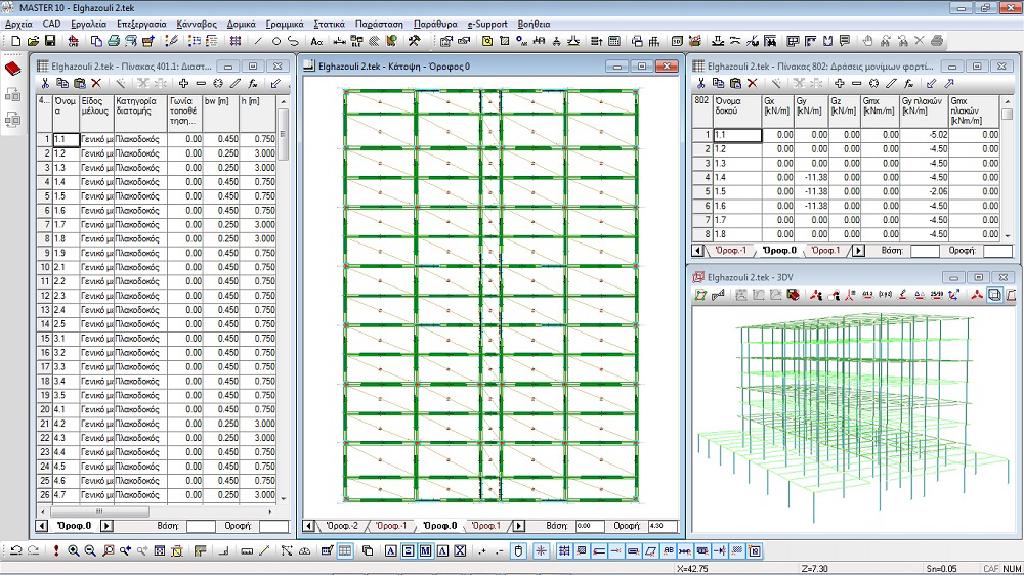 MASTER 10 - Elghazouli 2.tek
Αρχεία CAD Εργαλεία Επεξεργασία Κάνναβος Δομικά Γραμμικά Στατικά Παράσταση Παράθυρα e-Support Βοήθεια
Elghazouli 2.tek - Πίνακας 401.1: Διαστ...
4... Όνομα Είδος μέλους Κατηγορία διατομής Γωνία τοποθέτηση... bw [m] h [m]
1 1.1 Γενικό μέ Πλακοδοκός 0.00 0.450 0.750
2 1.2 Γενικό μέ Πλακοδοκός 0.00 0.250 3.000
3 1.3 Γενικό μέ Πλακοδοκός 0.00 0.250 3.000
4 1.4 Γενικό μέ Πλακοδοκός 0.00 0.450 0.750
5 1.5 Γενικό μέ Πλακοδοκός 0.00 0.450 0.750
6 1.6 Γενικό μέ Πλακοδοκός 0.00 0.450 0.750
7 1.7 Γενικό μέ Πλακοδοκός 0.00 0.250 3.000
8 1.8 Γενικό μέ Πλακοδοκός 0.00 0.250 3.000
9 1.9 Γενικό μέ Πλακοδοκός 0.00 0.450 0.750
10 2.1 Γενικό μέ Πλακοδοκός 0.00 0.450 0.750
11 2.2 Γενικό μέ Πλακοδοκός 0.00 0.450 0.750
12 2.3 Γενικό μέ Πλακοδοκός 0.00 0.450 0.750
13 2.4 Γενικό μέ Πλακοδοκός 0.00 0.450 0.750
14 2.5 Γενικό μέ Πλακοδοκός 0.00 0.450 0.750
15 3.1 Γενικό μέ Πλακοδοκός 0.00 0.450 0.750
16 3.2 Γενικό μέ Πλακοδοκός 0.00 0.450 0.750
17 3.3 Γενικό μέ Πλακοδοκός 0.00 0.450 0.750
18 3.4 Γενικό μέ Πλακοδοκός 0.00 0.450 0.750
19 3.5 Γενικό μέ Πλακοδοκός 0.00 0.450 0.750
20 4.1 Γενικό μέ Πλακοδοκός 0.00 0.450 0.750
21 4.2 Γενικό μέ Πλακοδοκός 0.00 0.250 3.000
22 4.3 Γενικό μέ Πλακοδοκός 0.00 0.250 3.000
23 4.4 Γενικό μέ Πλακοδοκός 0.00 0.450 0.750
24 4.5 Γενικό μέ Πλακοδοκός 0.00 0.450 0.750
25 4.6 Γενικό μέ Πλακοδοκός 0.00 0.450 0.750
26 4.7 Γενικό μέ Πλακοδοκός 0.00 0.250 3.000
Όροφ.0 Βάση: Οροφή:
Elghazouli 2.tek - Κάτοψη - Όροφος 0
Όροφ.-2 Όροφ.-1 Όροφ.0 Όροφ.1 Βάση: 0.00 Οροφή: 4.30
Elghazouli 2.tek - Πίνακας 802: Δράσεις μονίμων φορτί...
802 Όνομα δοκού Gx [kN/m] Gy [kN/m] Gz [kN/m] Gmx [kNm/m] Gy πλακών [kN/m] Gmx πλακών [kNm/m]
1 1.1 0.00 0.00 0.00 0.00 -5.02 0.00
2 1.2 0.00 0.00 0.00 0.00 -4.50 0.00
3 1.3 0.00 0.00 0.00 0.00 -4.50 0.00
4 1.4 0.00 -11.38 0.00 0.00 -4.50 0.00
5 1.5 0.00 -11.38 0.00 0.00 -2.06 0.00
6 1.6 0.00 -11.38 0.00 0.00 -4.50 0.00
7 1.7 0.00 0.00 0.00 0.00 -4.50 0.00
8 1.8 0.00 0.00 0.00 0.00 -4.50 0.00
Όροφ.-1 Όροφ.0 Όροφ.1 Βάση: Οροφή:
Elghazouli 2.tek - 3DV
X=42.75 Z=7.30 Sn=0.05 CAF NUM